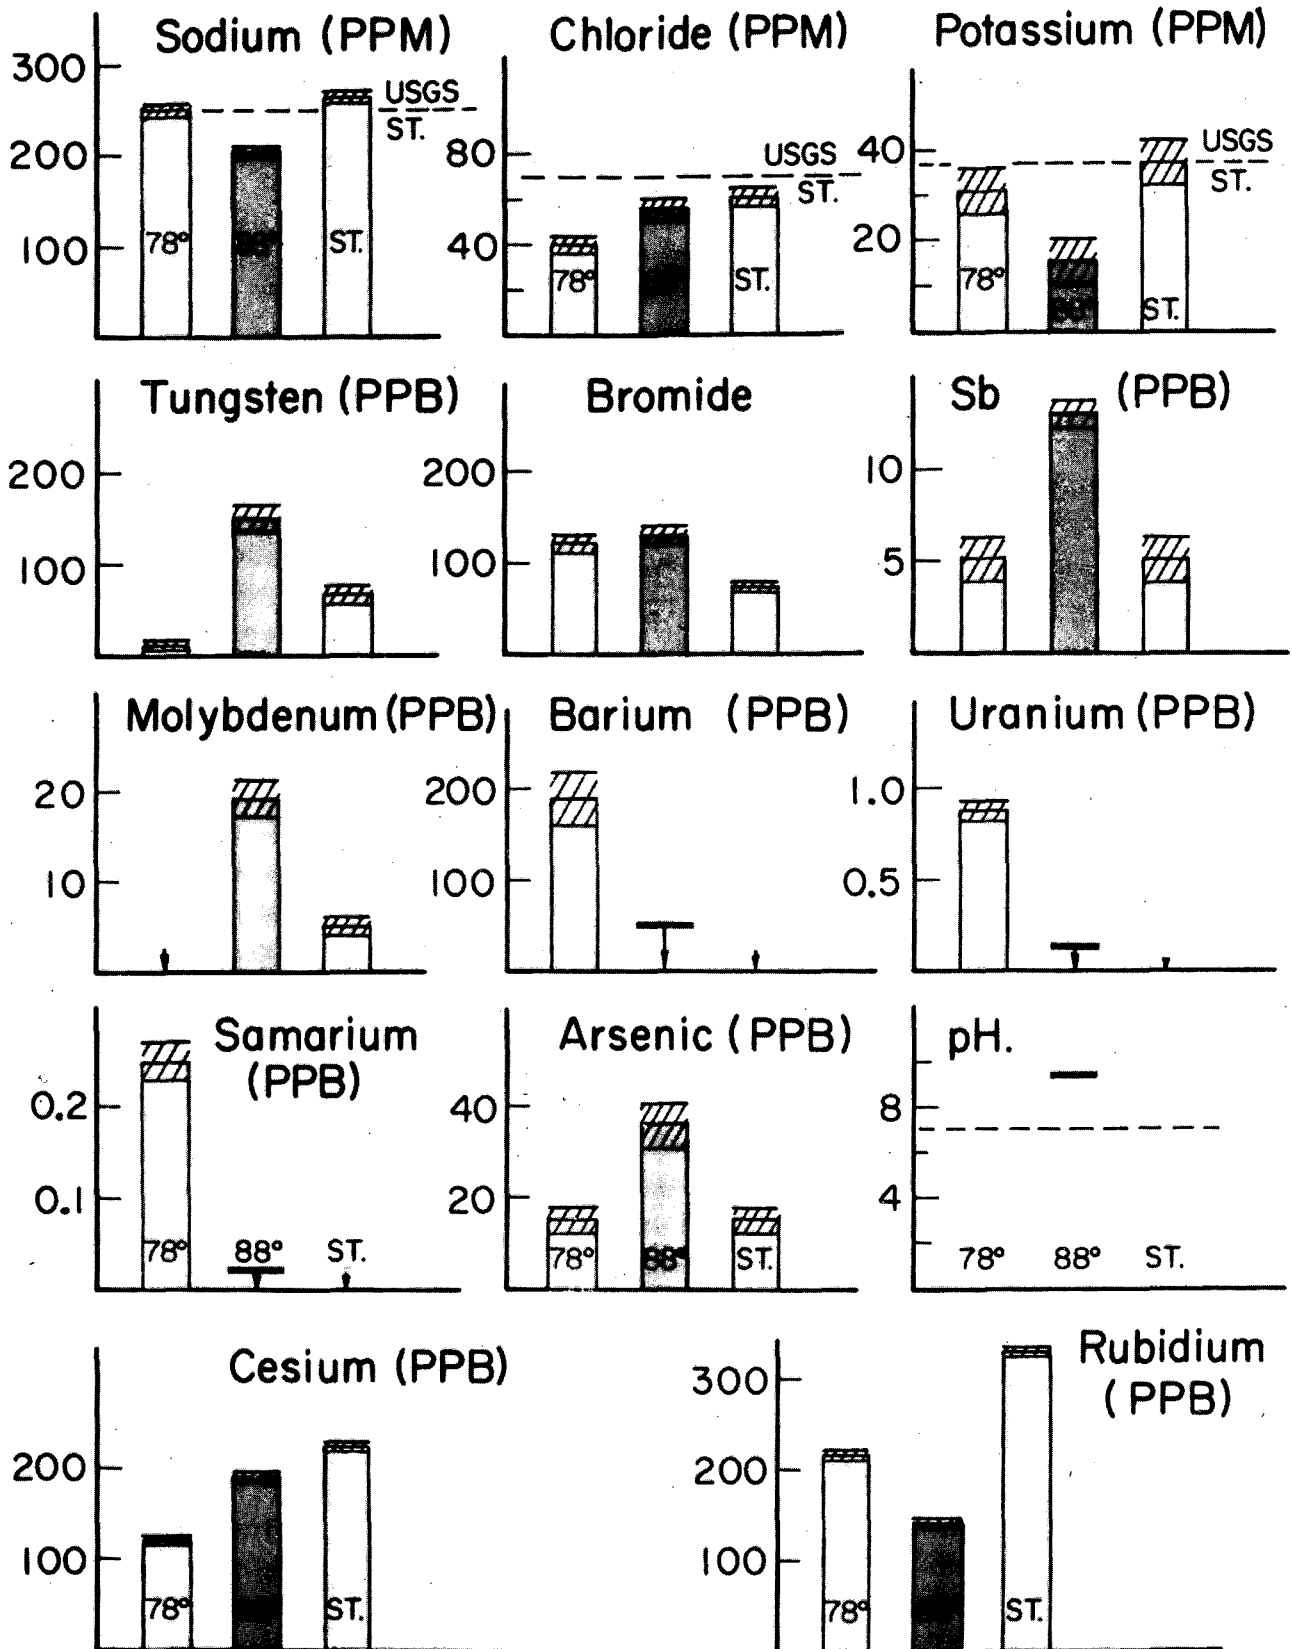 Sodium (PPM)
300
200
100
USGS
ST.
78°
88°
ST.
Chloride (PPM)
80
40
USGS
ST.
78°
ST.
Potassium (PPM)
40
20
USGS
ST.
78°
88°
ST.
Tungsten (PPB)
200
100
Bromide
200
100
Sb (PPB)
10
5
Molybdenum (PPB)
20
10
Barium (PPB)
200
100
Uranium (PPB)
1.0
0.5
Samarium
(PPB)
0.2
0.1
78° 88° ST.
Arsenic (PPB)
40
20
78° 88° ST.
pH.
8
4
78° 88° ST.
Cesium (PPB)
200
100
78°
ST.
Rubidium
(PPB)
300
200
100
78°
ST.